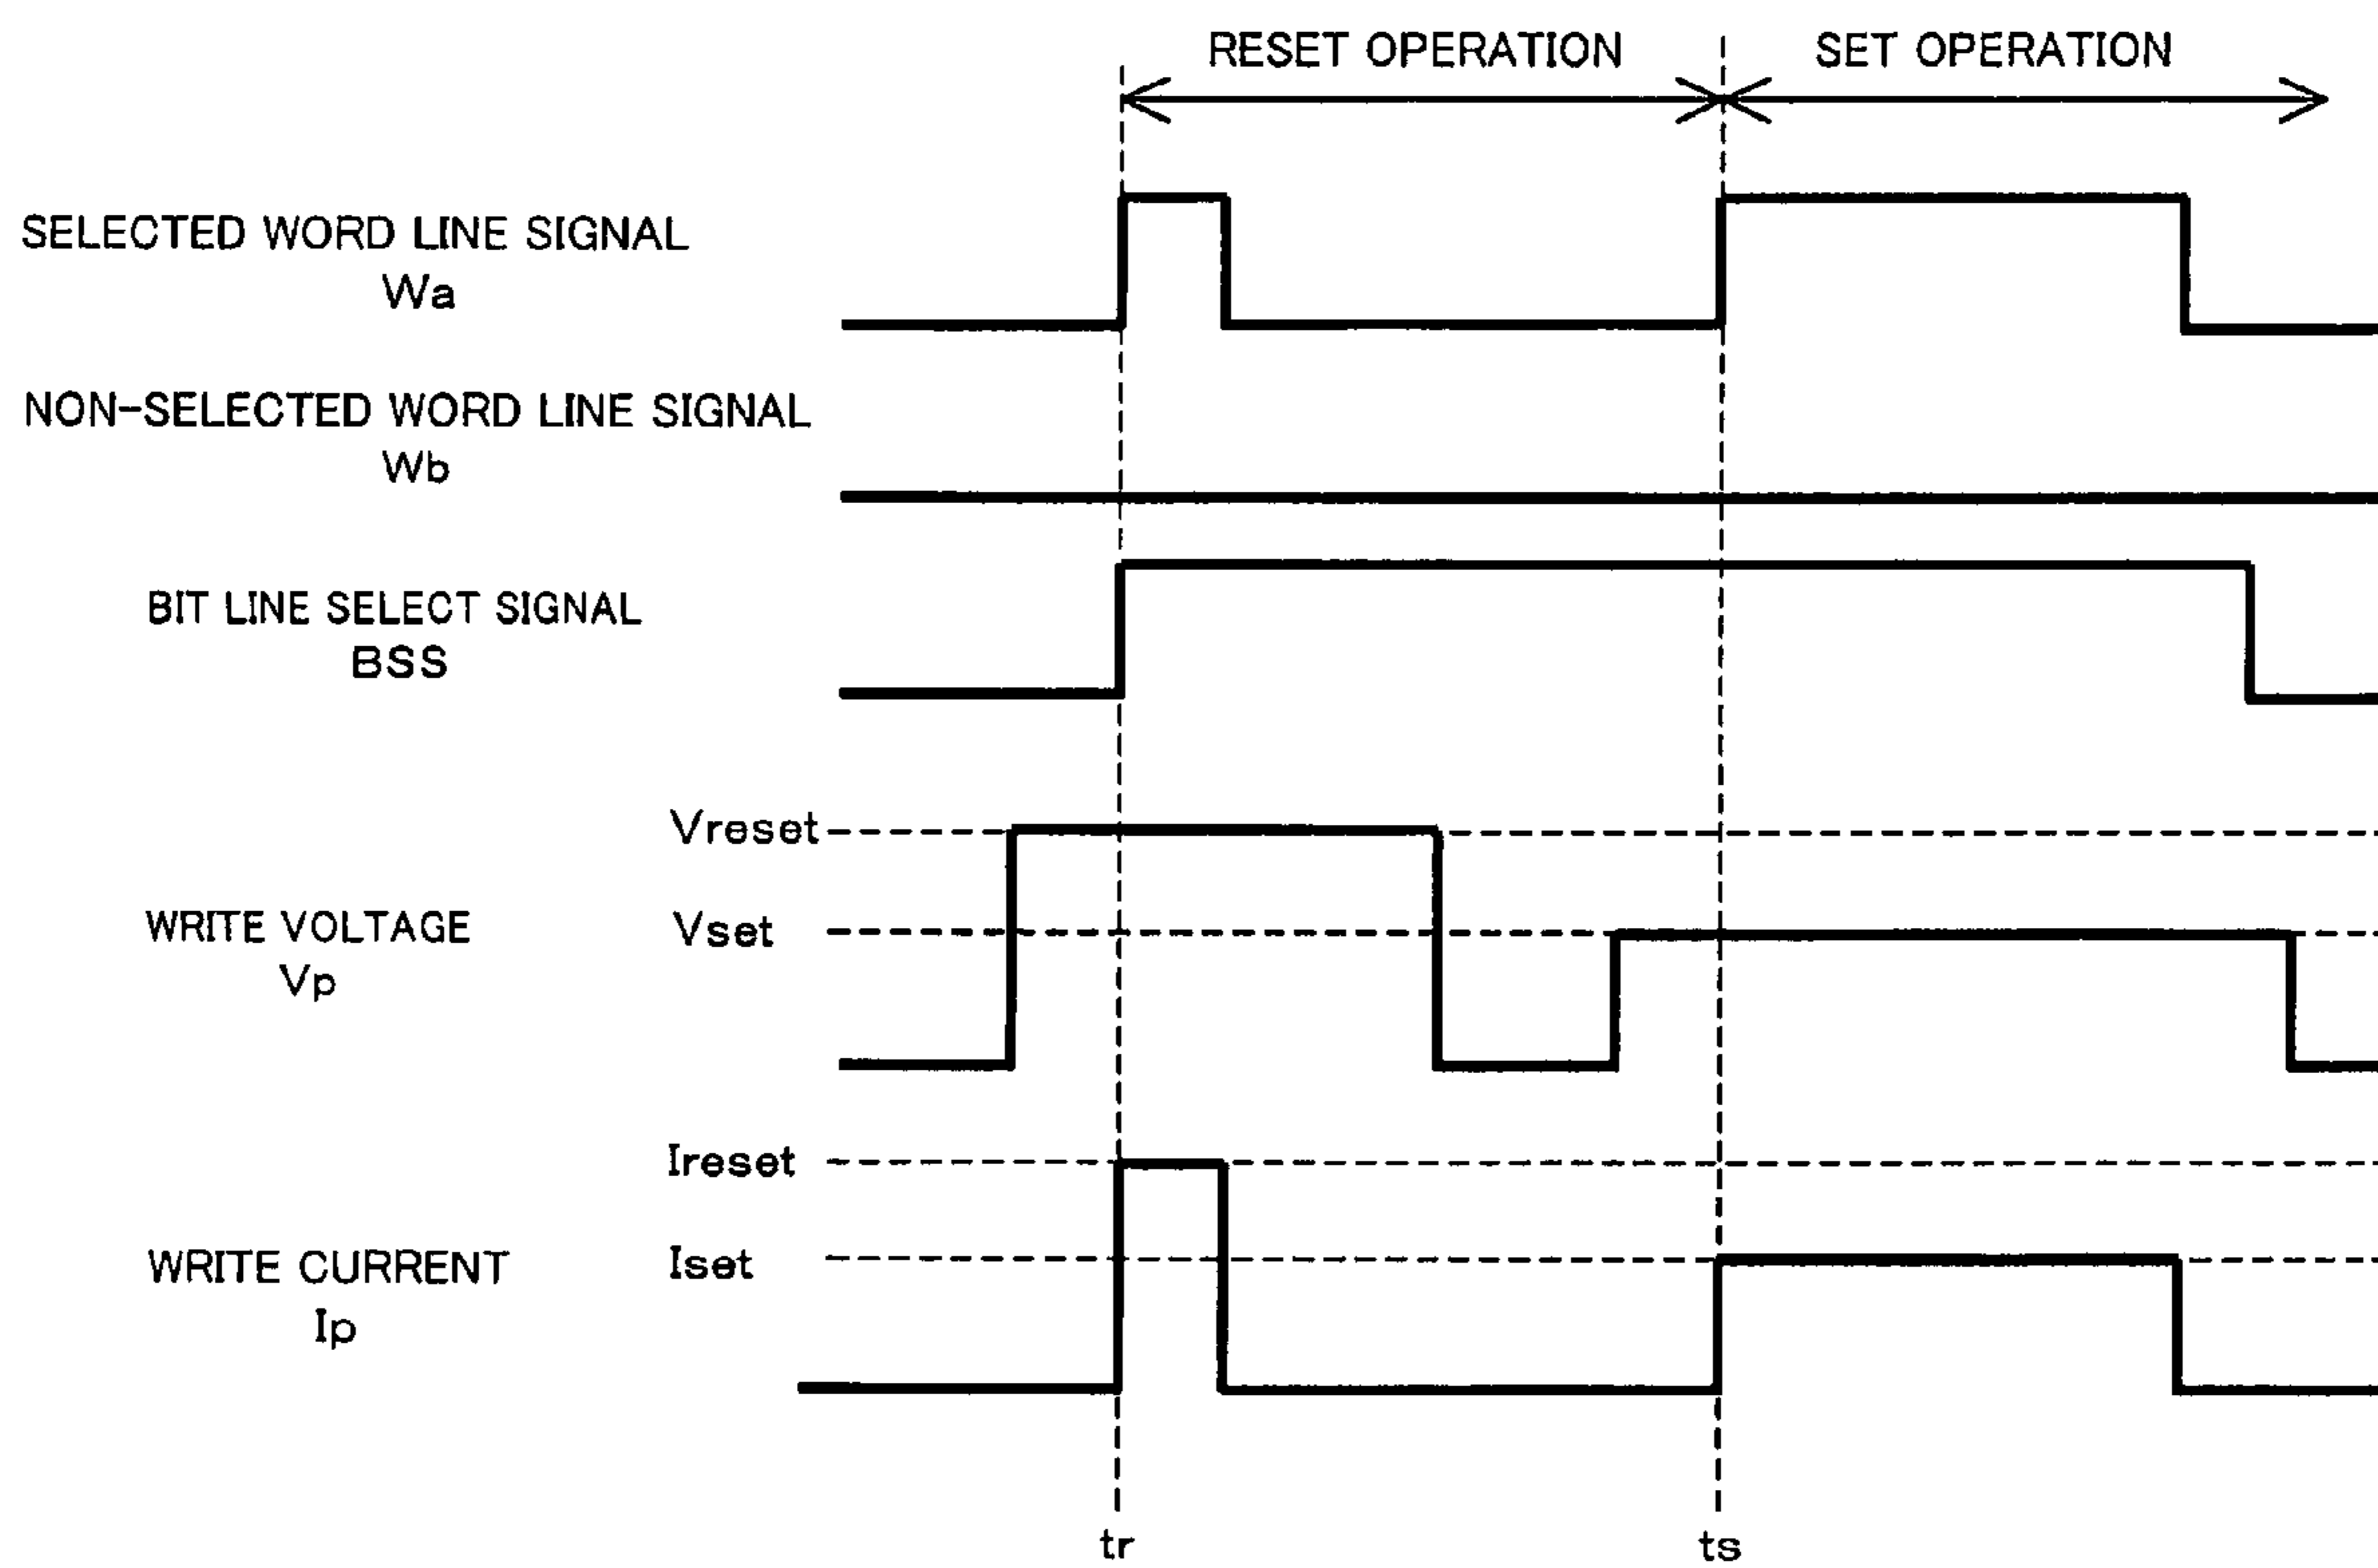 RESET OPERATION
SET OPERATION
SELECTED WORD LINE SIGNAL
Wa
NON-SELECTED WORD LINE SIGNAL
Wb
BIT LINE SELECT SIGNAL
BSS
Vreset
WRITE VOLTAGE
Vp
Vset
Ireset
WRITE CURRENT
Ip
Iset
tr
ts